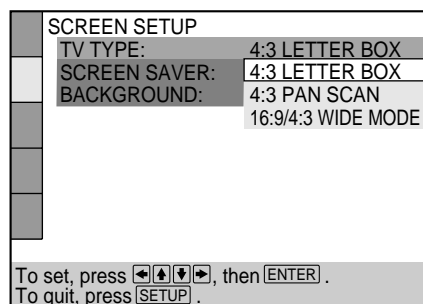 SCREEN SETUP
TV TYPE: 4:3 LETTER BOX
SCREEN SAVER: 4:3 LETTER BOX
BACKGROUND: 4:3 PAN SCAN
16:9/4:3 WIDE MODE
To set, press ←↑↓→, then ENTER.
To quit, press SETUP.